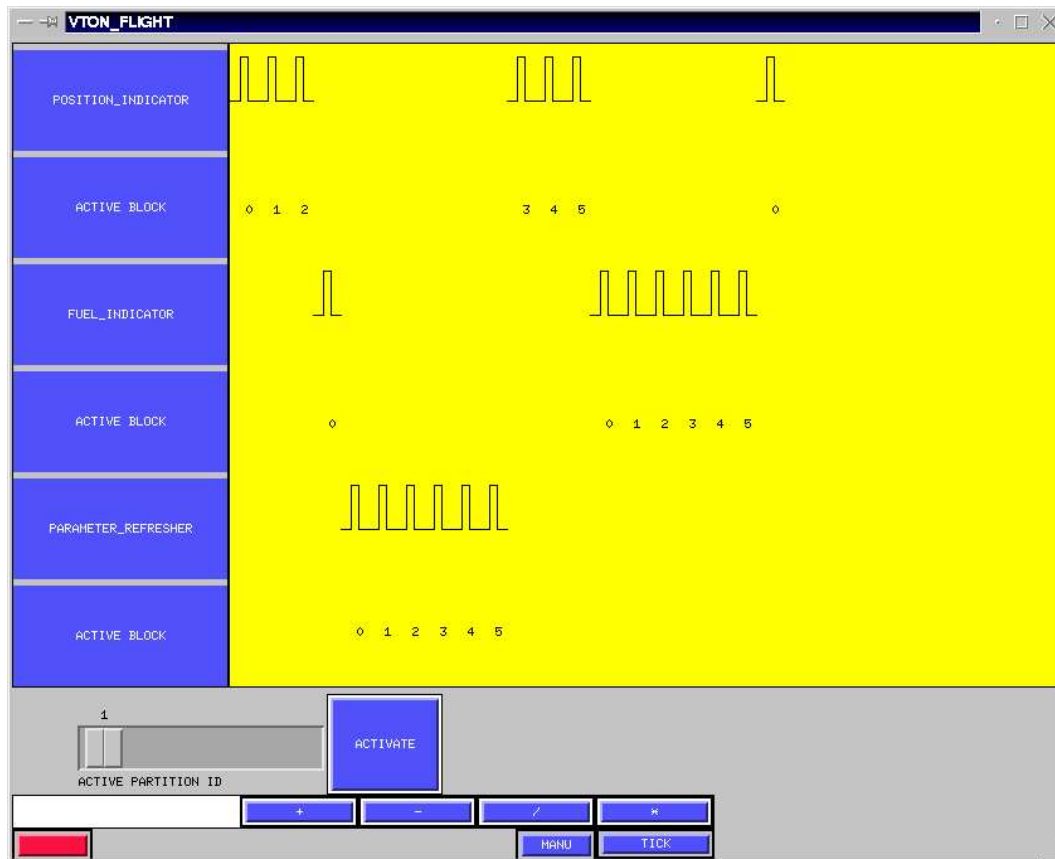 VTON_FLIGHT
POSITION_INDICATOR
ACTIVE BLOCK
0 1 2 3 4 5 0
FUEL_INDICATOR
ACTIVE BLOCK
0 0 1 2 3 4 5
PARAMETER_REFRESHER
ACTIVE BLOCK
0 1 2 3 4 5
1
ACTIVE PARTITION ID
ACTIVATE
+ - / *
MANU TICK